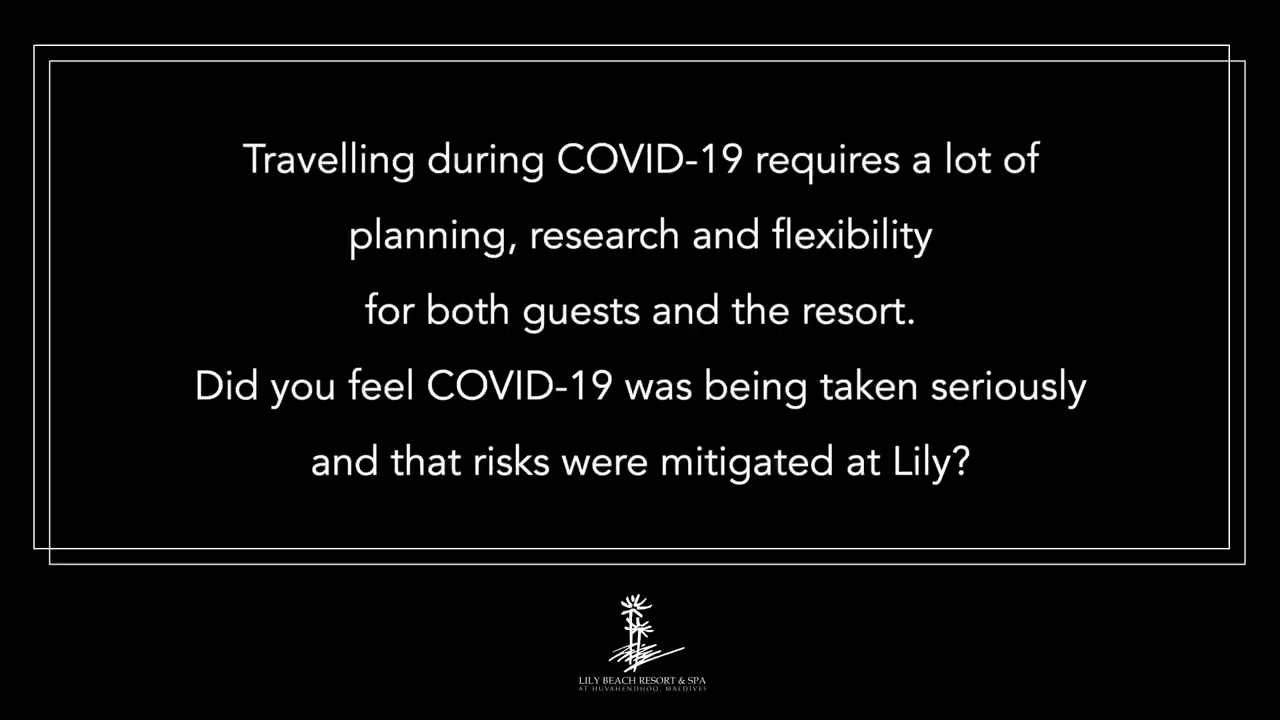 Travelling during COVID-19 requires a lot of
planning, research and flexibility
for both guests and the resort.
Did you feel COVID-19 was being taken seriously
and that risks were mitigated at Lily?
LILY BEACH RESORT & SPA
AT HUVAHENDHOO, MALDIVES